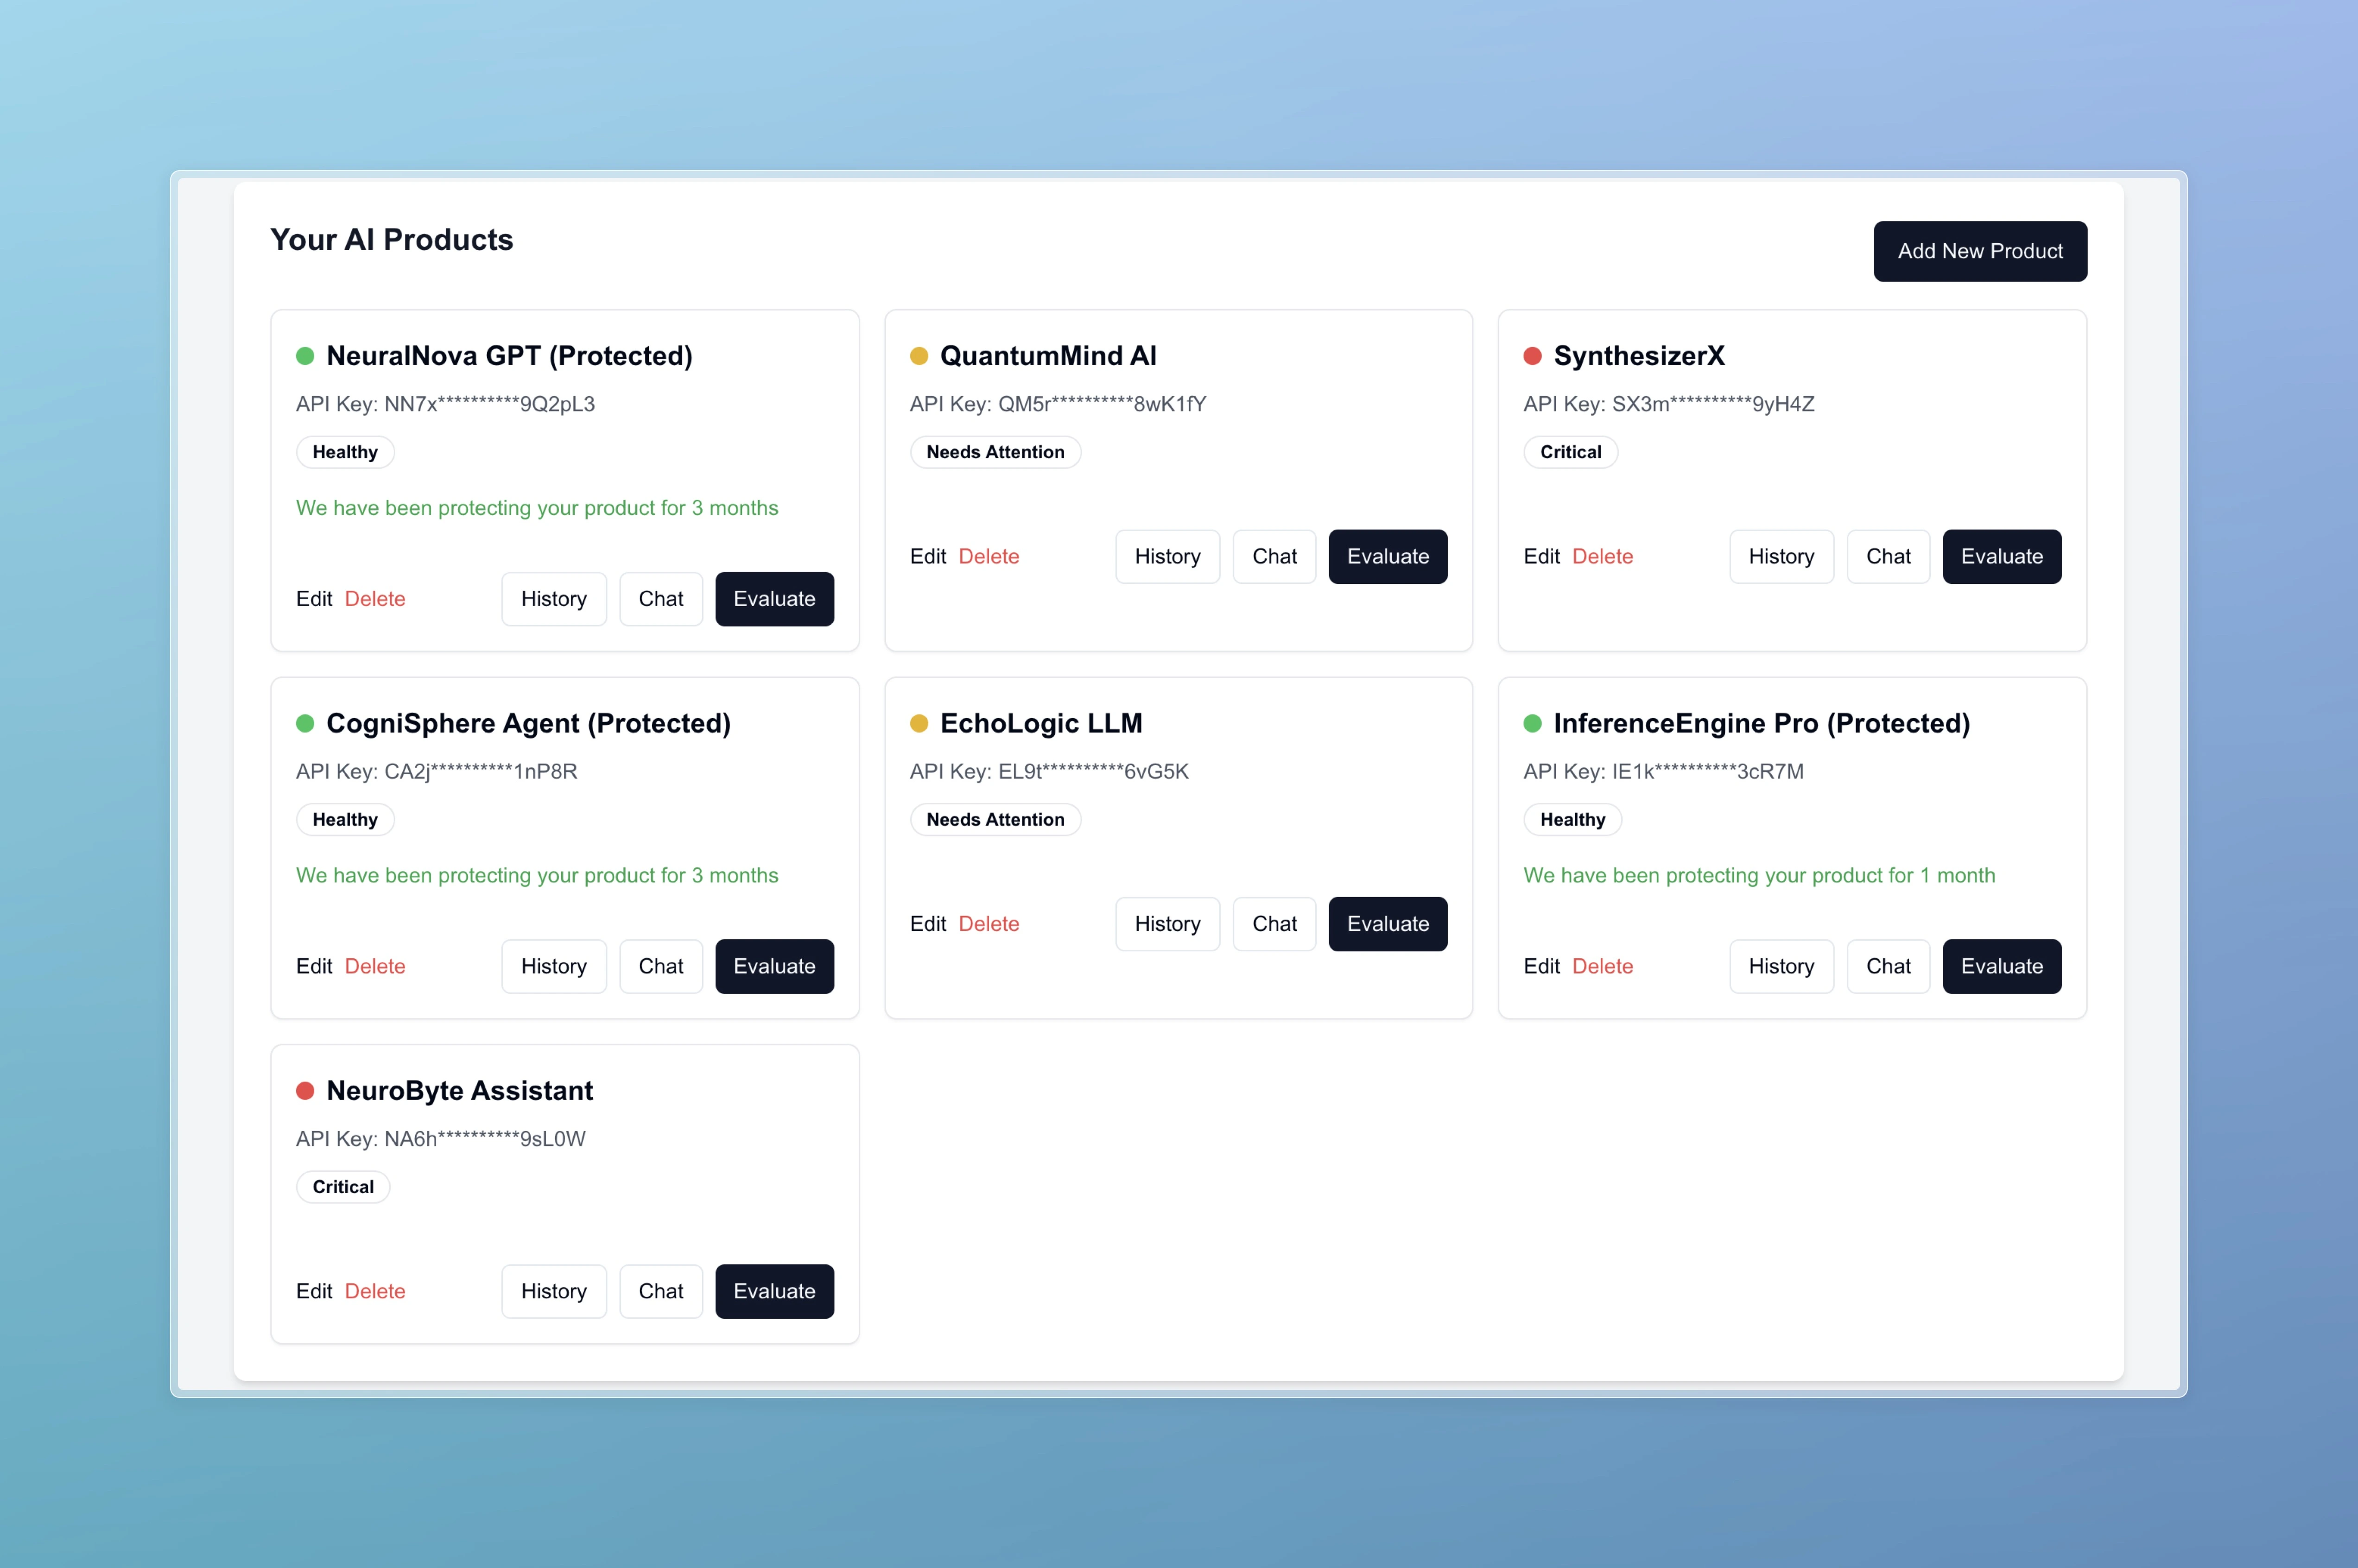 Your AI Products
Add New Product
NeuralNova GPT (Protected)
API Key: NN7x**********9Q2pL3
Healthy
We have been protecting your product for 3 months
Edit Delete History Chat Evaluate
QuantumMind AI
API Key: QM5r**********8wK1fY
Needs Attention
Edit Delete History Chat Evaluate
SynthesizerX
API Key: SX3m**********9yH4Z
Critical
Edit Delete History Chat Evaluate
CogniSphere Agent (Protected)
API Key: CA2j**********1nP8R
Healthy
We have been protecting your product for 3 months
Edit Delete History Chat Evaluate
EchoLogic LLM
API Key: EL9t**********6vG5K
Needs Attention
Edit Delete History Chat Evaluate
InferenceEngine Pro (Protected)
API Key: IE1k**********3cR7M
Healthy
We have been protecting your product for 1 month
Edit Delete History Chat Evaluate
NeuroByte Assistant
API Key: NA6h**********9sL0W
Critical
Edit Delete History Chat Evaluate